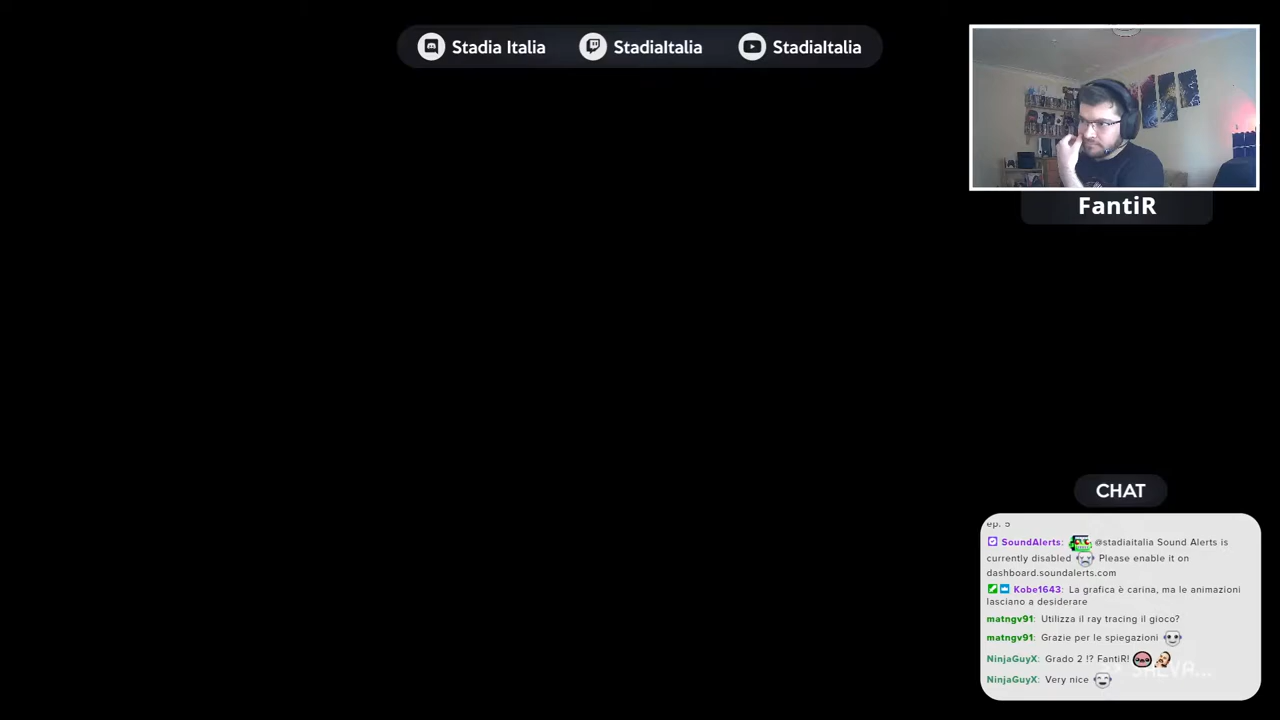 Stadia Italia StadiaItalia StadiaItalia
FantiR
CHAT
ep. 5
SoundAlerts: @stadiaitalia Sound Alerts is
currently disabled Please enable it on
dashboard.soundalerts.com
Kobe1643: La grafica è carina, ma le animazioni
lasciano a desiderare
matngv91: Utilizza il ray tracing il gioco?
matngv91: Grazie per le spiegazioni
NinjaGuyX: Grado 2 !? FantiR!
NinjaGuyX: Very nice